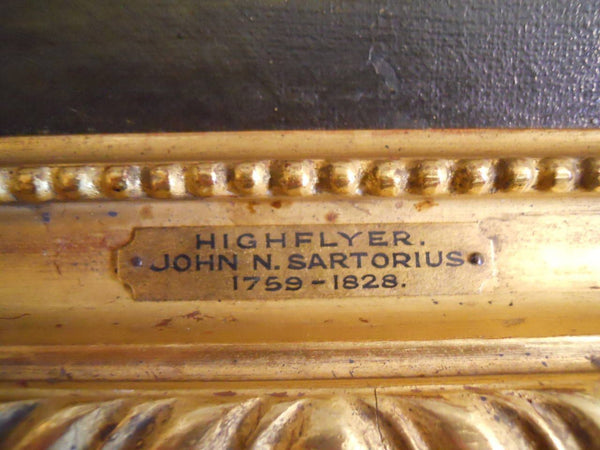 HIGHFLYER.
JOHN N. SARTORIUS
1759-1828.